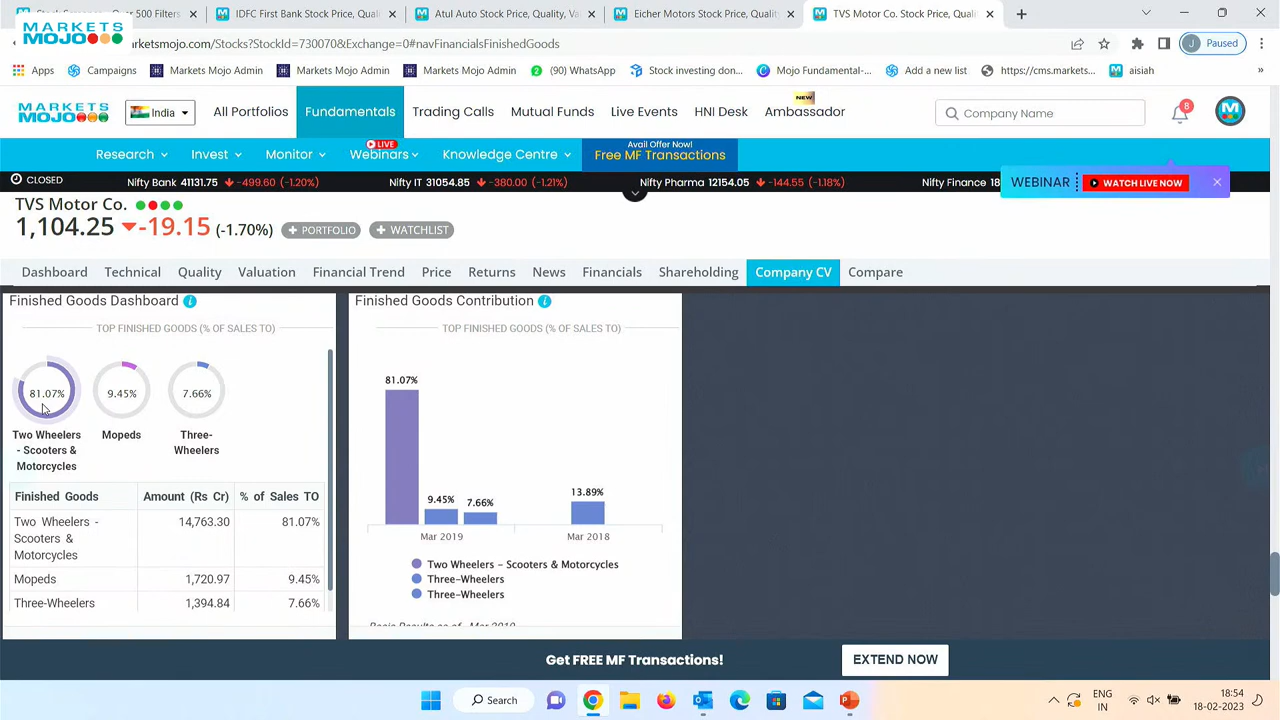 Stock Screener - Over 500 Filters
IDFC First Bank Stock Price, Qual
Atul Auto Stock Price, Quality, Va
Eicher Motors Stock Price, Quality
TVS Motor Co. Stock Price, Quali
MARKETS
MOJO
marketsmojo.com/Stocks?StockId=730070&Exchange=0#navFinancialsFinishedGoods
J Paused
Apps
Campaigns
Markets Mojo Admin
Markets Mojo Admin
Markets Mojo Admin
(90) WhatsApp
Stock investing don...
Mojo Fundamental-...
Add a new list
https://cms.markets...
aisiah
»
MARKETS
MOJO
India
All Portfolios
Fundamentals
Trading Calls
Mutual Funds
Live Events
HNI Desk
NEW
Ambassador
Company Name
8
Research
Invest
Monitor
LIVE
Webinars
Knowledge Centre
Avail Offer Now!
Free MF Transactions
CLOSED
Nifty Bank 41131.75 -499.60 (-1.20%)
Nifty IT 31054.85 -380.00 (-1.21%)
Nifty Pharma 12154.05 -144.55 (-1.18%)
Nifty Finance 18
WEBINAR WATCH LIVE NOW
TVS Motor Co.
1,104.25 -19.15 (-1.70%) + PORTFOLIO + WATCHLIST
Dashboard Technical Quality Valuation Financial Trend Price Returns News Financials Shareholding Company CV Compare
Finished Goods Dashboard i
TOP FINISHED GOODS (% OF SALES TO)
81.07% 9.45% 7.66%
Two Wheelers
- Scooters &
Motorcycles
Mopeds
Three-
Wheelers
Finished Goods Amount (Rs Cr) % of Sales TO
Two Wheelers - 14,763.30 81.07%
Scooters &
Motorcycles
Mopeds 1,720.97 9.45%
Three-Wheelers 1,394.84 7.66%
Finished Goods Contribution i
TOP FINISHED GOODS (% OF SALES TO)
81.07%
9.45%
7.66%
13.89%
Mar 2019
Mar 2018
Two Wheelers - Scooters & Motorcycles
Three-Wheelers
Three-Wheelers
Get FREE MF Transactions! EXTEND NOW
Search
ENG
IN
18:54
18-02-2023